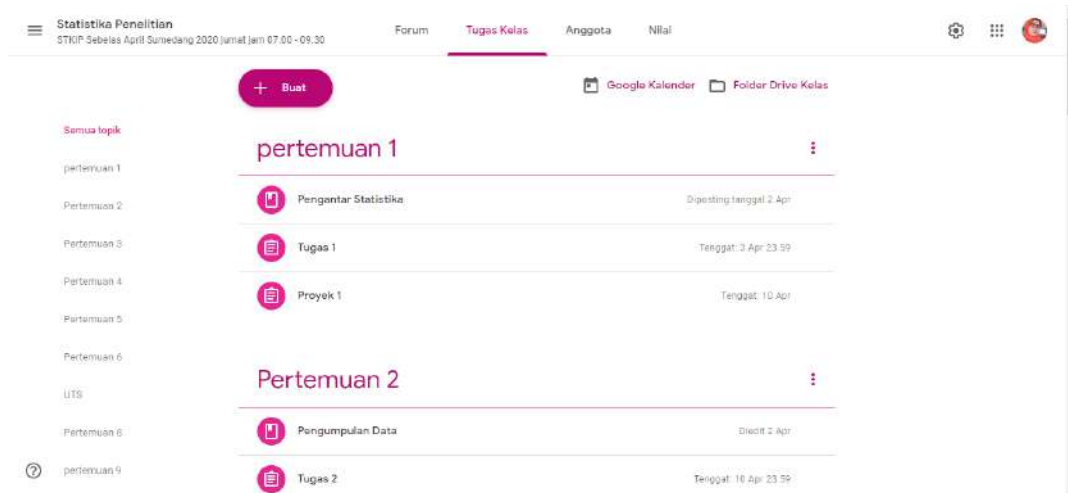 Statistika Penelitian
STKIP Sebelas April Sumedang 2020 jumat jam 07.00 - 09.30
Forum
Tugas Kelas
Anggota
Nilai
Buat
Google Kalender
Folder Drive Kelas
Semua topik
pertemuan 1
Pertemuan 2
Pertemuan 3
Pertemuan 4
Pertemuan 5
Pertemuan 6
UTS
Pertemuan 8
pertemuan 9
pertemuan 1
Pengantar Statistika
Diposting tanggal 2 Apr
Tugas 1
Tenggat: 3 Apr 23.59
Proyek 1
Tenggat: 10 Apr
Pertemuan 2
Pengumpulan Data
Diedit 2 Apr
Tugas 2
Tenggat: 10 Apr 23.59